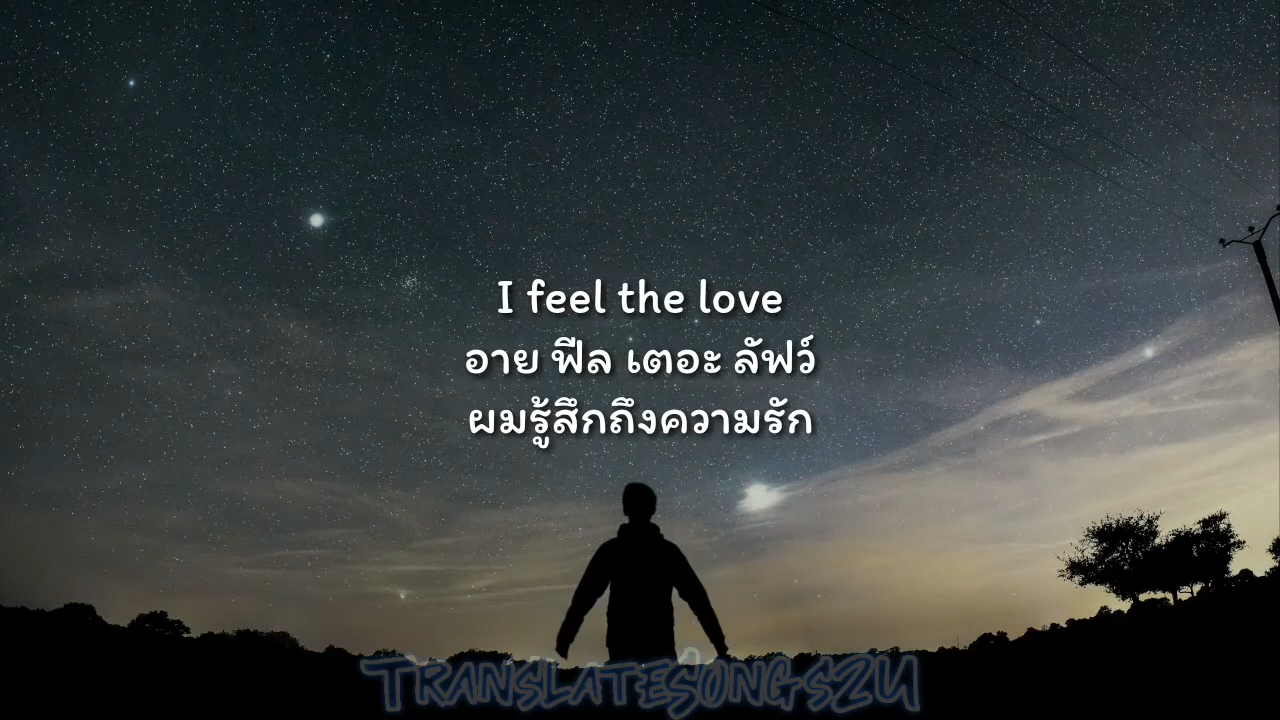 I feel the love
อาย ฟีล เตอะ ลัฟว์
ผมรู้สึกถึงความรัก
TRANSLATESONGS2U